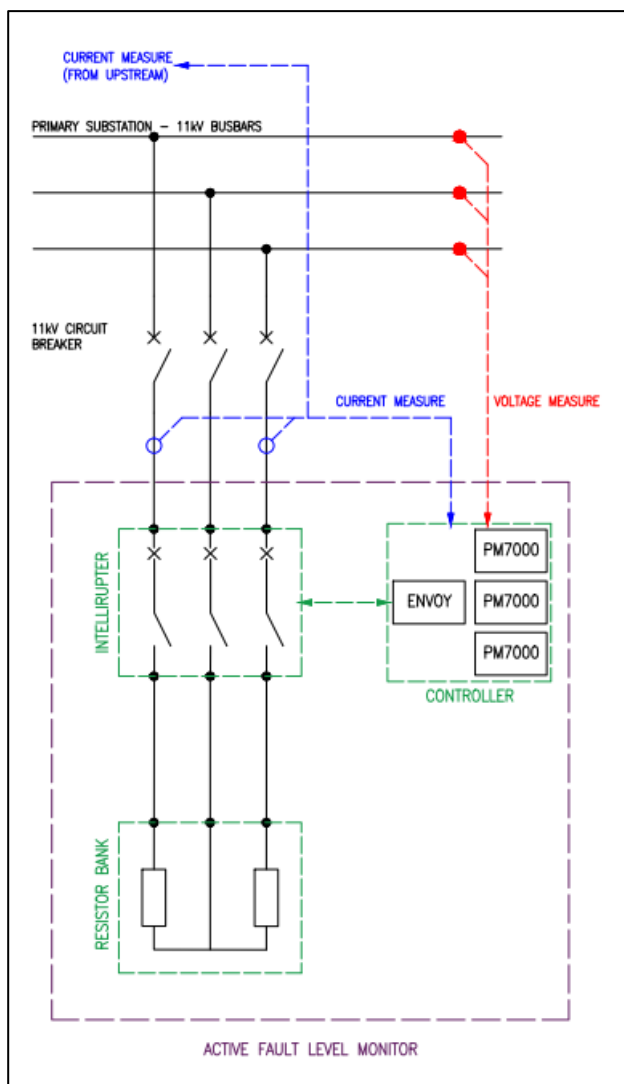 CURRENT MEASURE
(FROM UPSTREAM)
PRIMARY SUBSTATION - 11kV BUSBARS
11kV CIRCUIT
BREAKER
CURRENT MEASURE
VOLTAGE MEASURE
INTELLIRUPTER
PM7000
ENVOY
PM7000
PM7000
CONTROLLER
RESISTOR BANK
ACTIVE FAULT LEVEL MONITOR